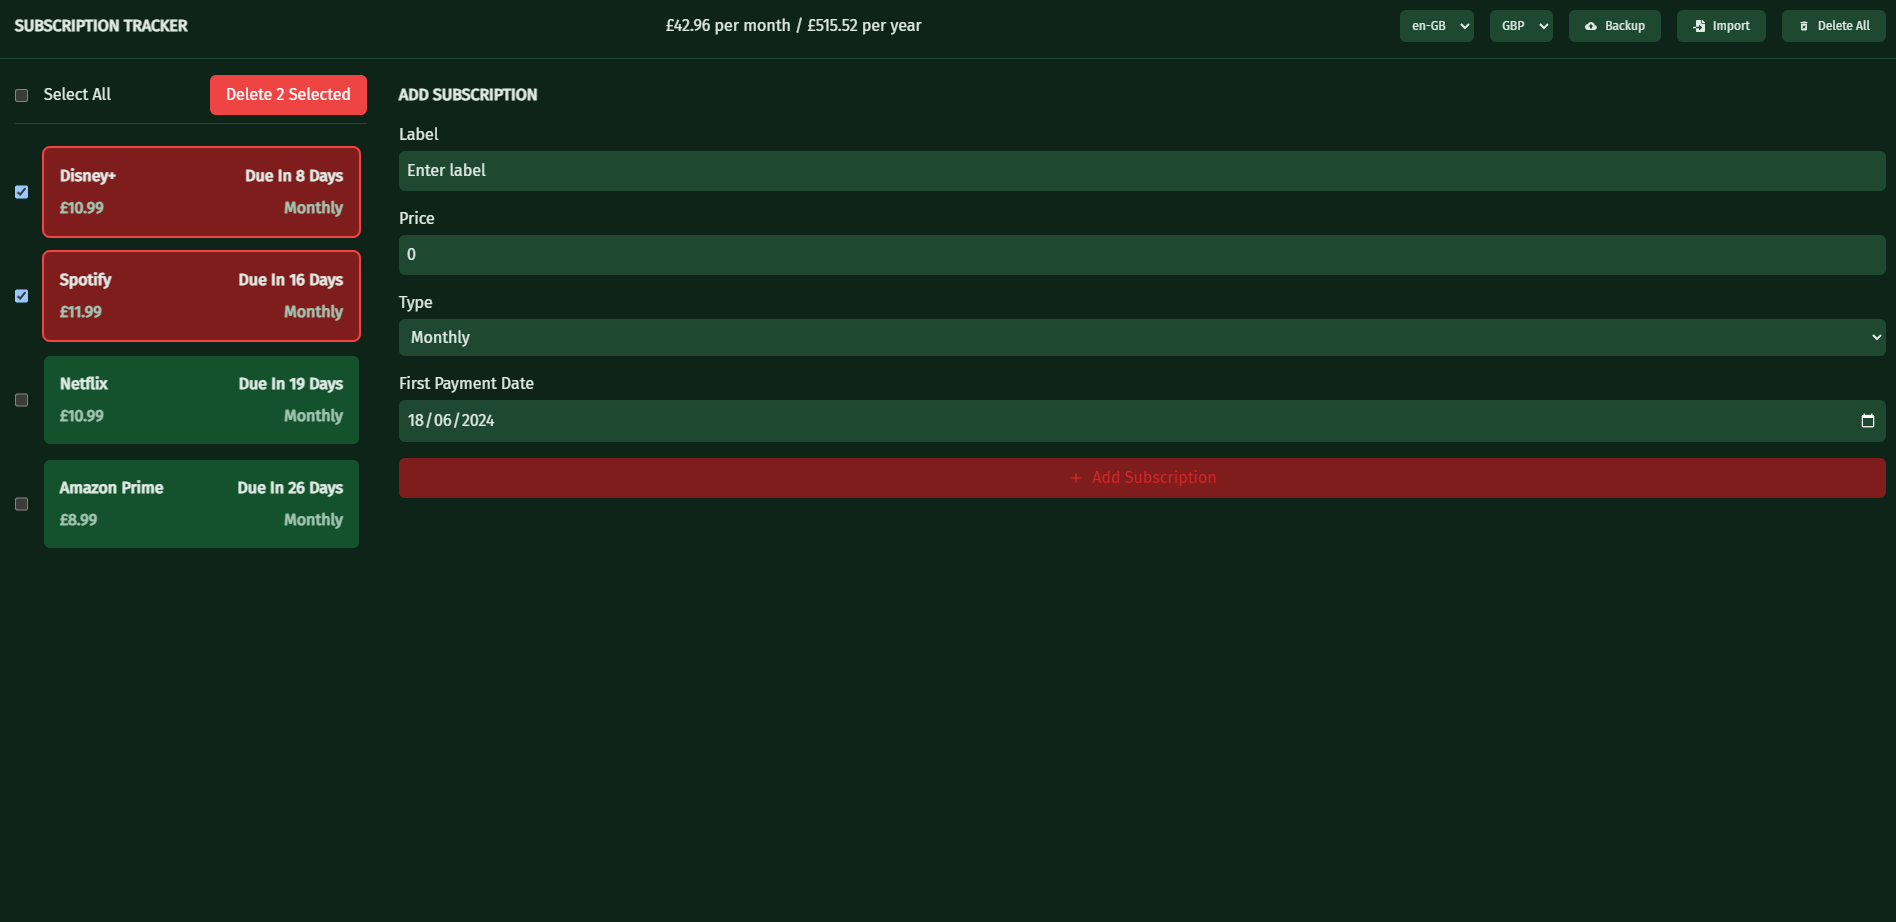 SUBSCRIPTION TRACKER
£42.96 per month / £515.52 per year
en-GB
GBP
Backup
Import
Delete All
Select All
Delete 2 Selected
Disney+ Due In 8 Days
£10.99 Monthly
Spotify Due In 16 Days
£11.99 Monthly
Netflix Due In 19 Days
£10.99 Monthly
Amazon Prime Due In 26 Days
£8.99 Monthly
ADD SUBSCRIPTION
Label
Enter label
Price
0
Type
Monthly
First Payment Date
18/06/2024
+ Add Subscription